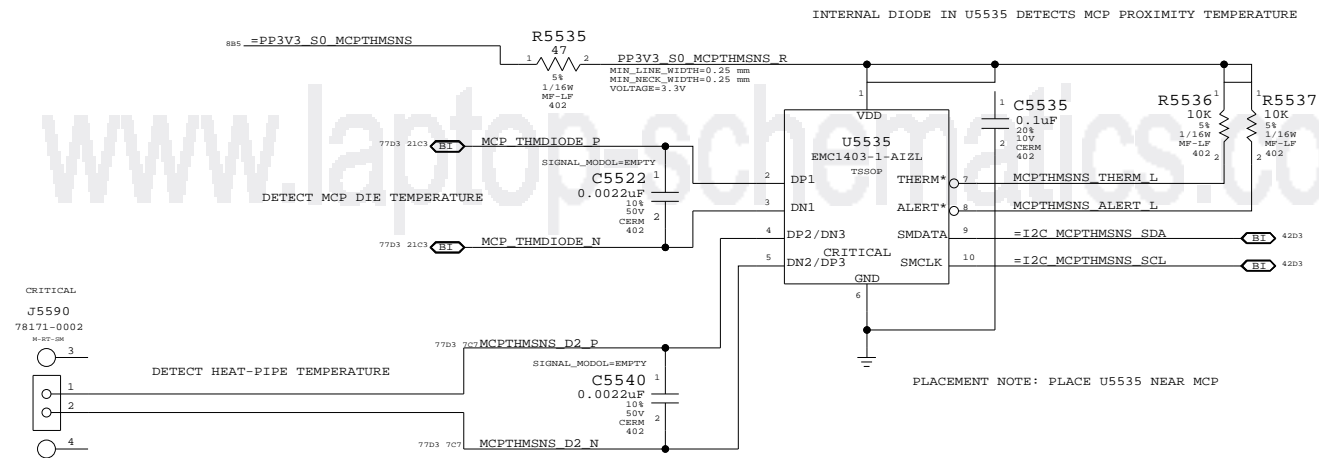 INTERNAL DIODE IN U5535 DETECTS MCP PROXIMITY TEMPERATURE
8B5 =PP3V3_S0_MCPTHMSNS
R5535
47
1 2
5%
1/16W
MF-LF
402
PP3V3_S0_MCPTHMSNS_R
MIN_LINE_WIDTH=0.25 mm
MIN_NECK_WIDTH=0.25 mm
VOLTAGE=3.3V
www.laptop-schematics.co
1
VDD
U5535
EMC1403-1-AIZL
TSSOP
1
C5535
0.1uF
20%
10V
2 CERM
402
R5536
10K
5%
1/16W
MF-LF
402
1
2
R5537
10K
5%
1/16W
MF-LF
402
1
2
77D3 21C3 BI MCP_THMDIODE_P
SIGNAL_MODOL=EMPTY
C5522
0.0022uF
10%
50V
CERM
402
1
2
DETECT MCP DIE TEMPERATURE
77D3 21C3 BI MCP_THMDIODE_N
2 DP1
3 DN1
4 DP2/DN3
5 DN2/DP3
THERM* 7 MCPTHMSNS_THERM_L
ALERT* 8 MCPTHMSNS_ALERT_L
SMDATA 9 =I2C_MCPTHMSNS_SDA BI 42D3
CRITICAL
SMCLK 10 =I2C_MCPTHMSNS_SCL BI 42D3
GND
6
CRITICAL
J5590
78171-0002
M-RT-SM
3
1
2
4
77D3 7C7 MCPTHMSNS_D2_P
SIGNAL_MODOL=EMPTY
DETECT HEAT-PIPE TEMPERATURE
C5540
0.0022uF
10%
50V
CERM
402
1
2
77D3 7C7 MCPTHMSNS_D2_N
PLACEMENT NOTE: PLACE U5535 NEAR MCP